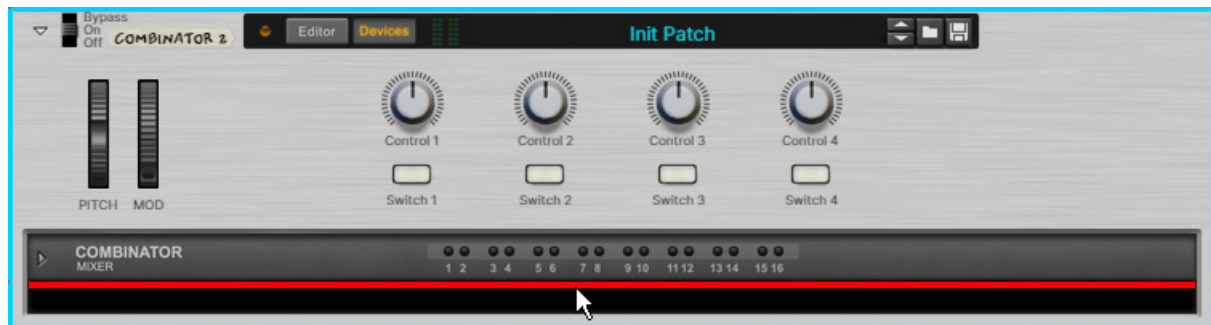 Bypass
On
Off
COMBINATOR 2
Editor
Devices
Init Patch
Control 1
Control 2
Control 3
Control 4
PITCH
MOD
Switch 1
Switch 2
Switch 3
Switch 4
COMBINATOR
MIXER
1 2 3 4 5 6 7 8 9 10 11 12 13 14 15 16